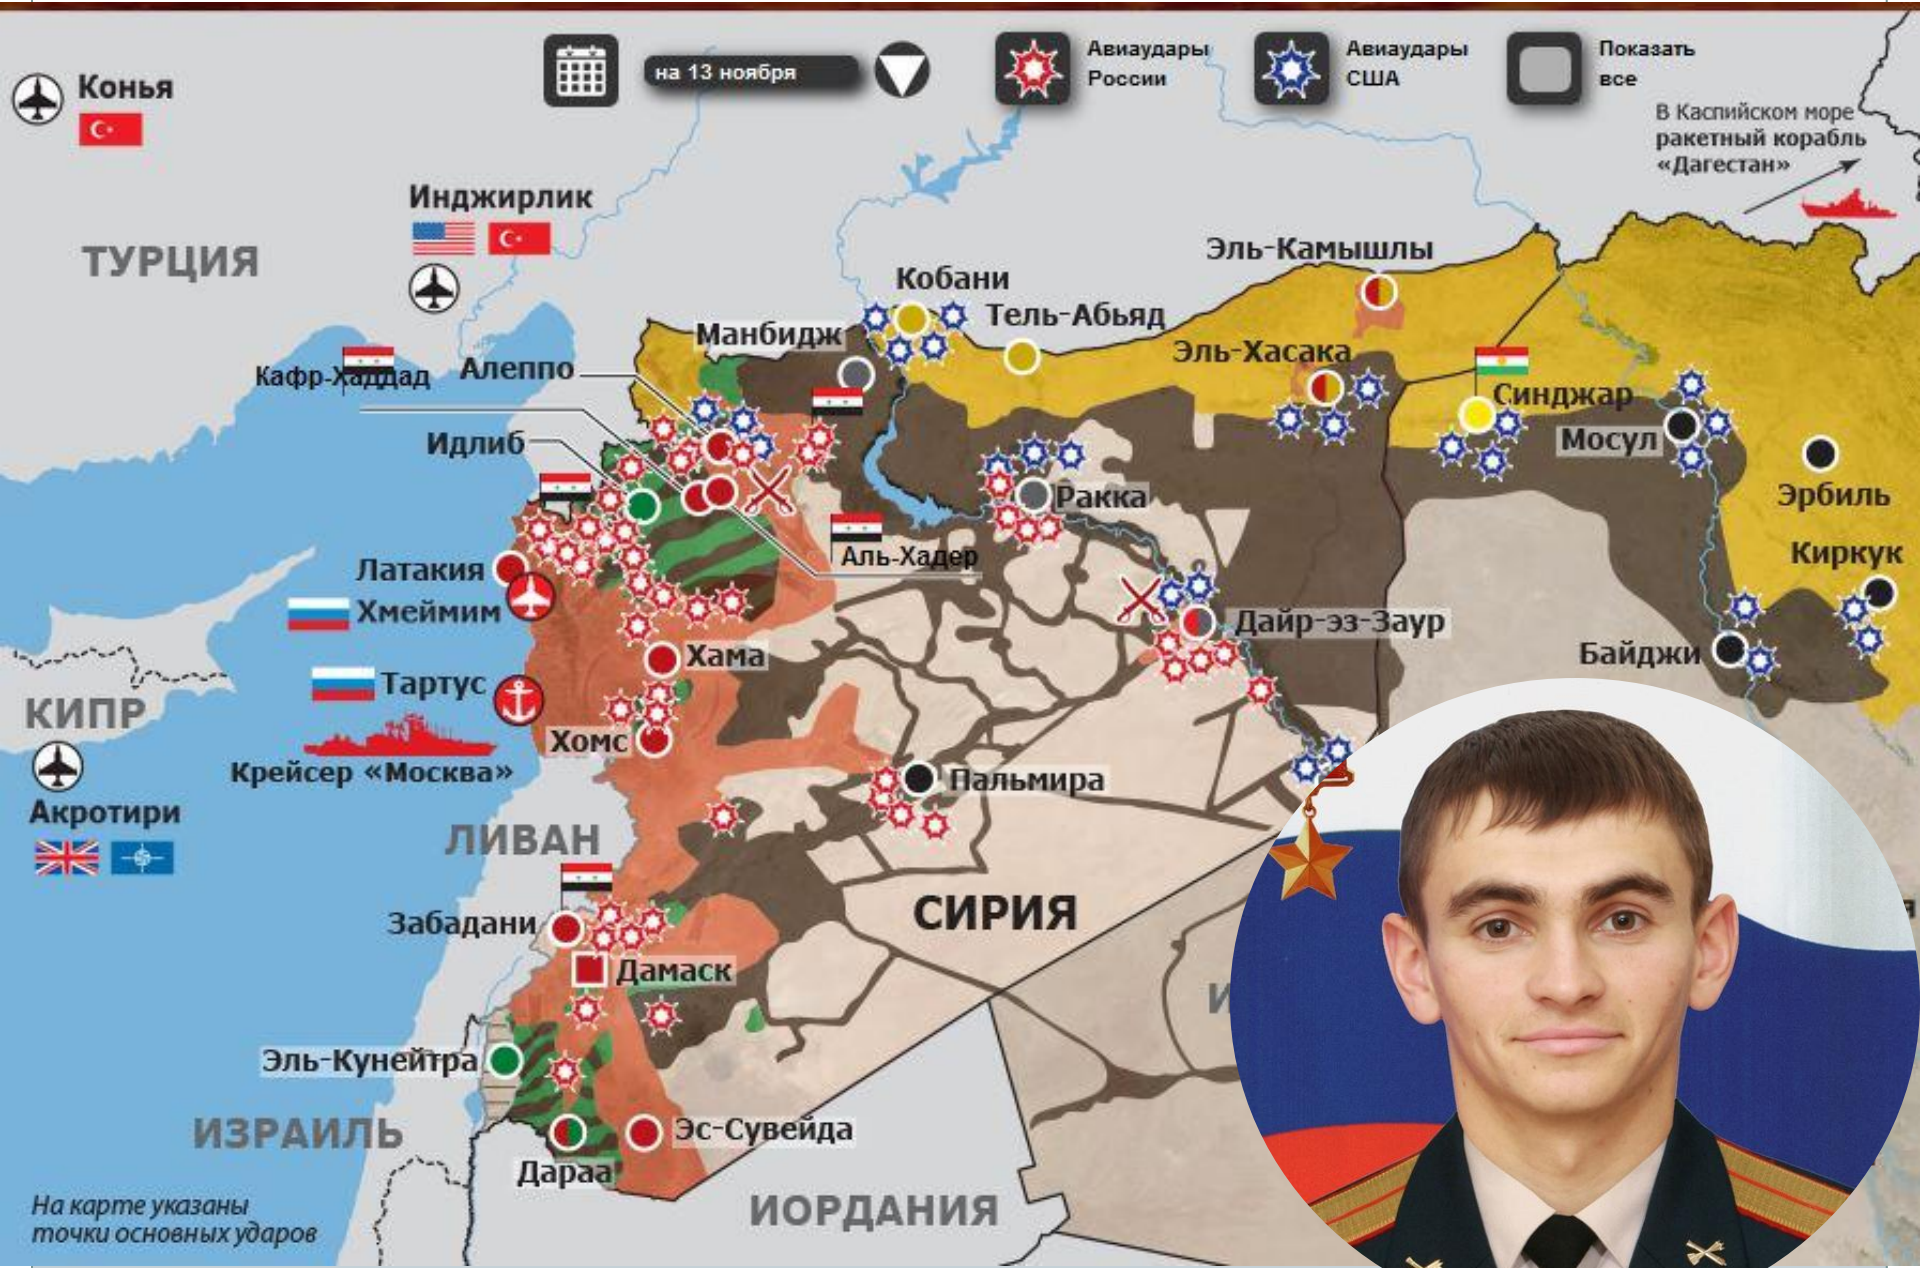 на 13 ноября
Авиаудары
России
Авиаудары
США
Показать
все
Конья
В Каспийском море
ракетный корабль
«Дагестан»
Инджирлик
ТУРЦИЯ
Эль-Камышлы
Кобани
Тель-Абьяд
Манбидж
Эль-Хасака
Кафр-Хаддад
Алеппо
Синджар
Мосул
Идлиб
Ракка
Эрбиль
Аль-Хадер
Киркук
Латакия
Хмеймим
Дайр-эз-Заур
Байджи
Хама
Тартус
КИПР
Хомс
Крейсер «Москва»
Пальмира
Акротири
ЛИВАН
СИРИЯ
Забадани
Дамаск
Эль-Кунейтра
ИЗРАИЛЬ
Эс-Сувейда
Дараа
ИОРДАНИЯ
На карте указаны
точки основных ударов